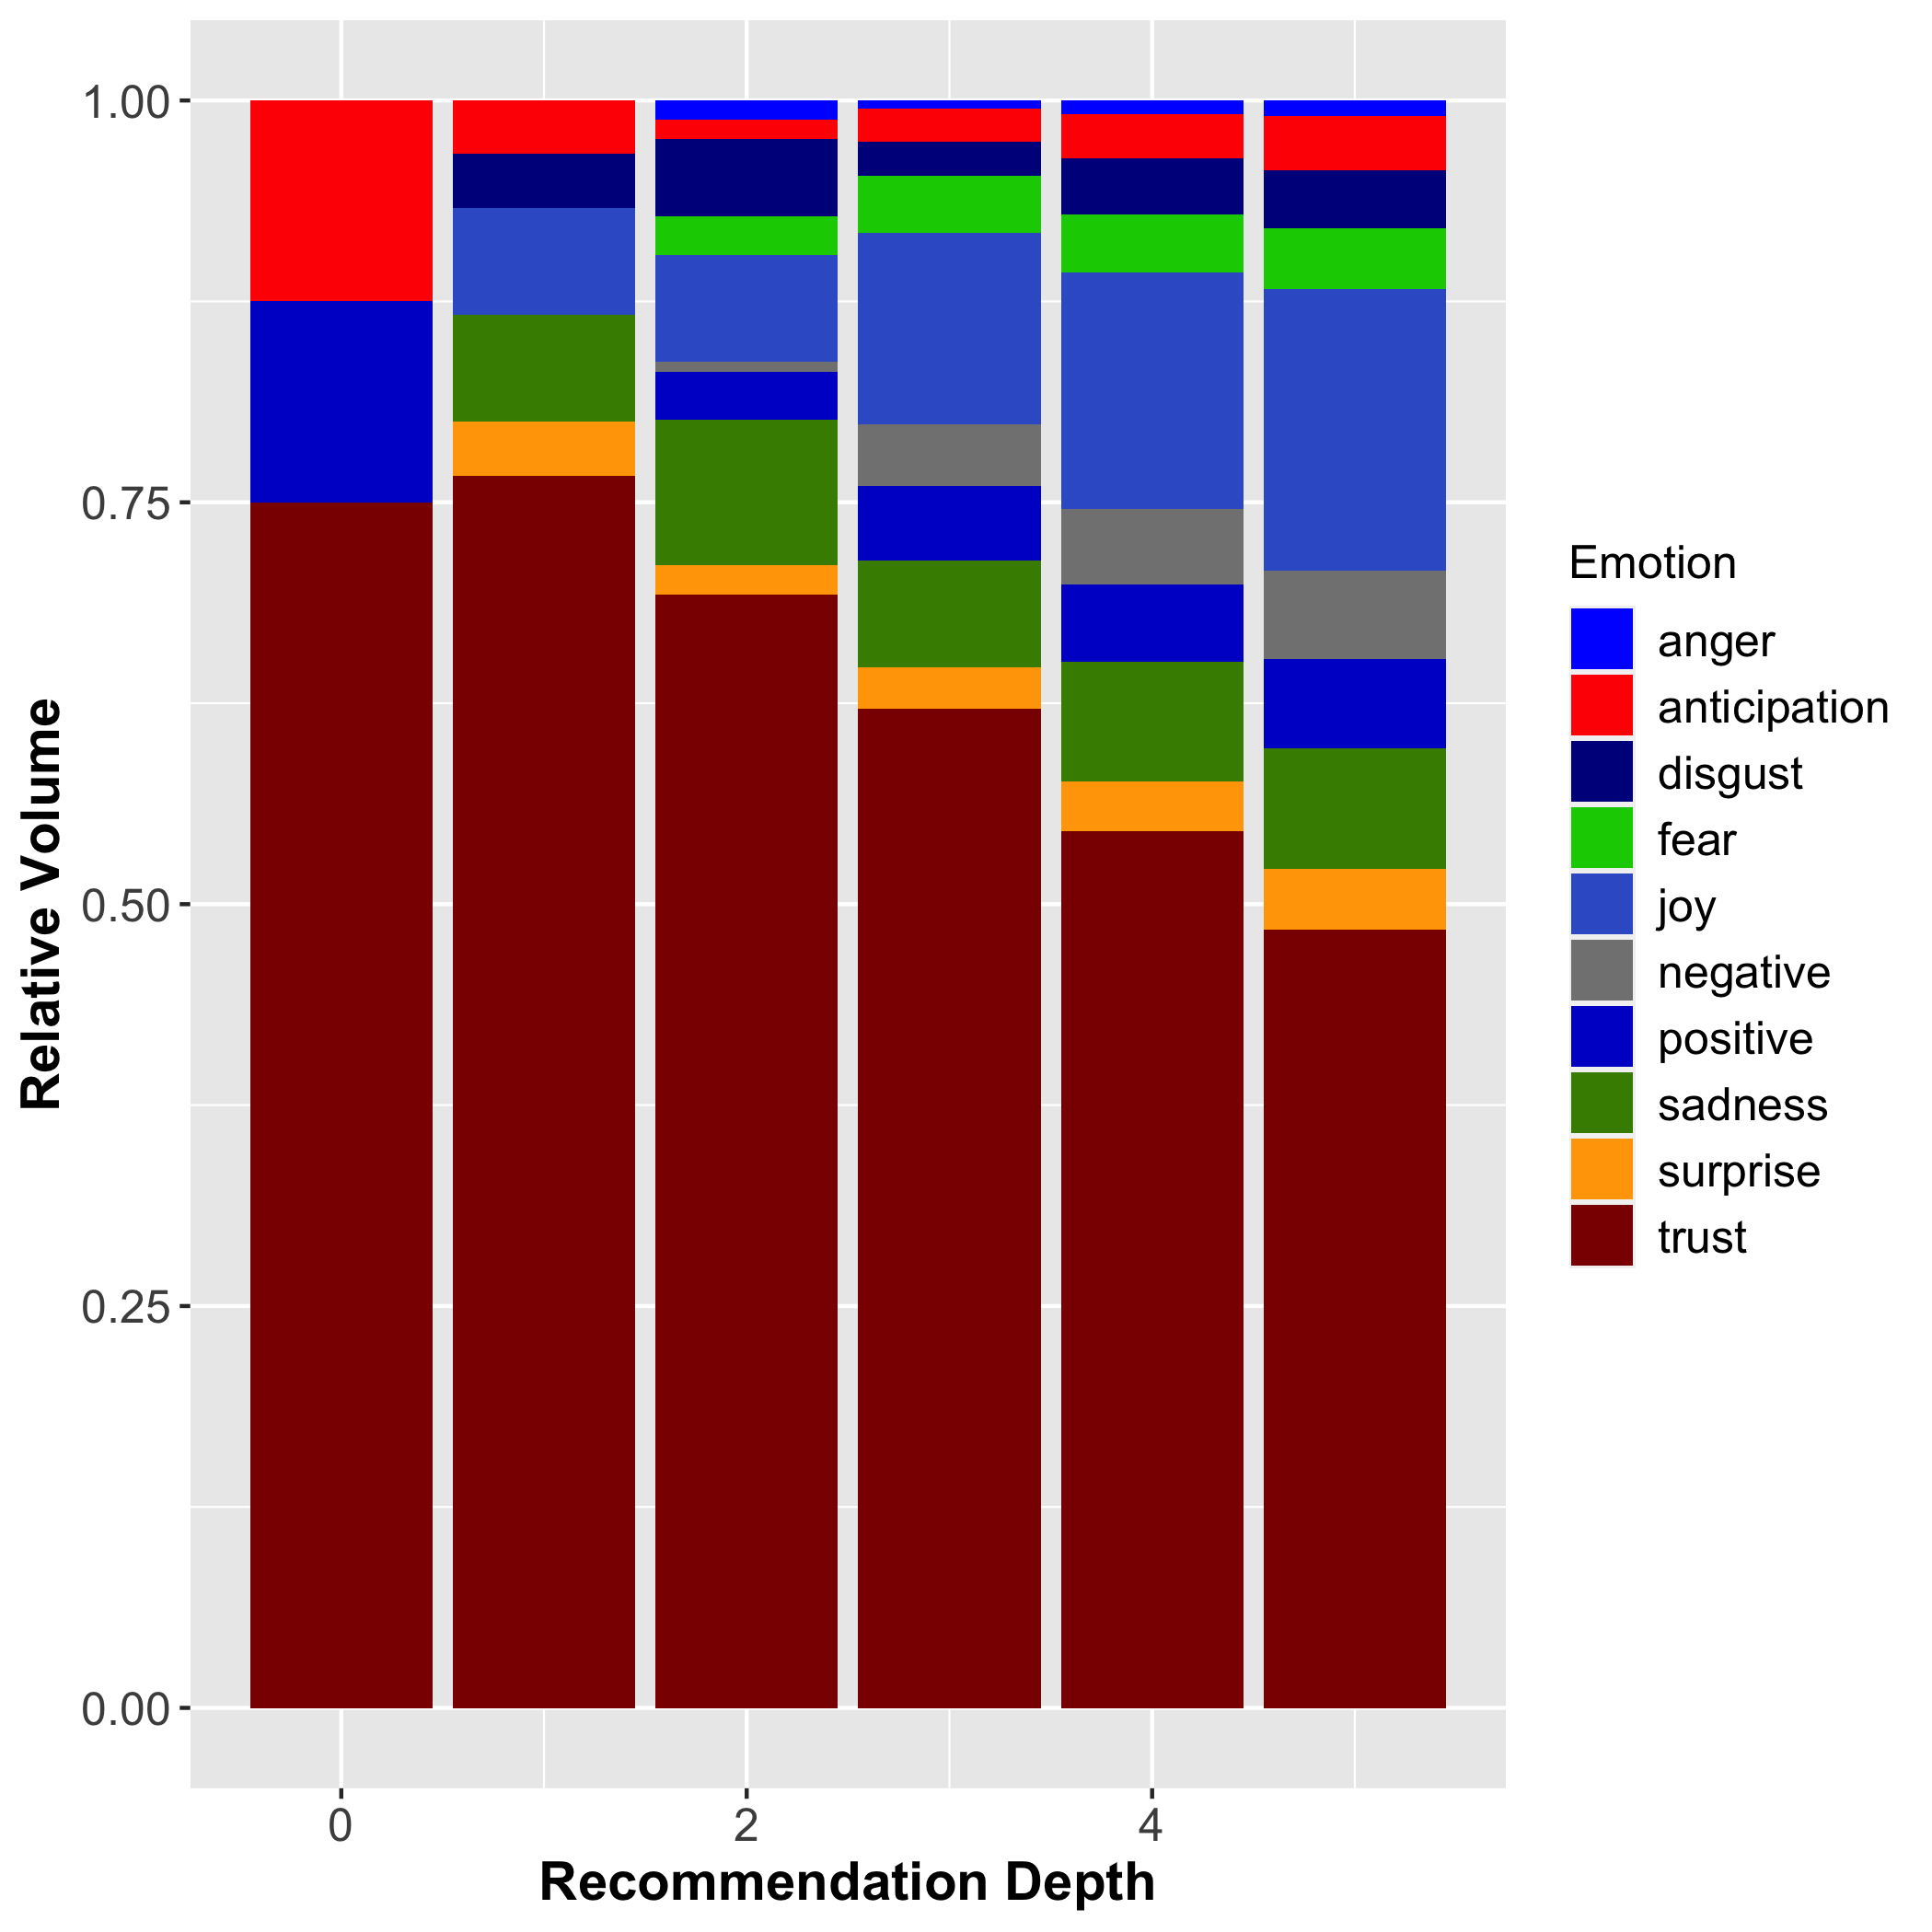 Relative Volume
1.00
0.75
0.50
0.25
0.00
0
2
4
Recommendation Depth
Emotion
anger
anticipation
disgust
fear
joy
negative
positive
sadness
surprise
trust